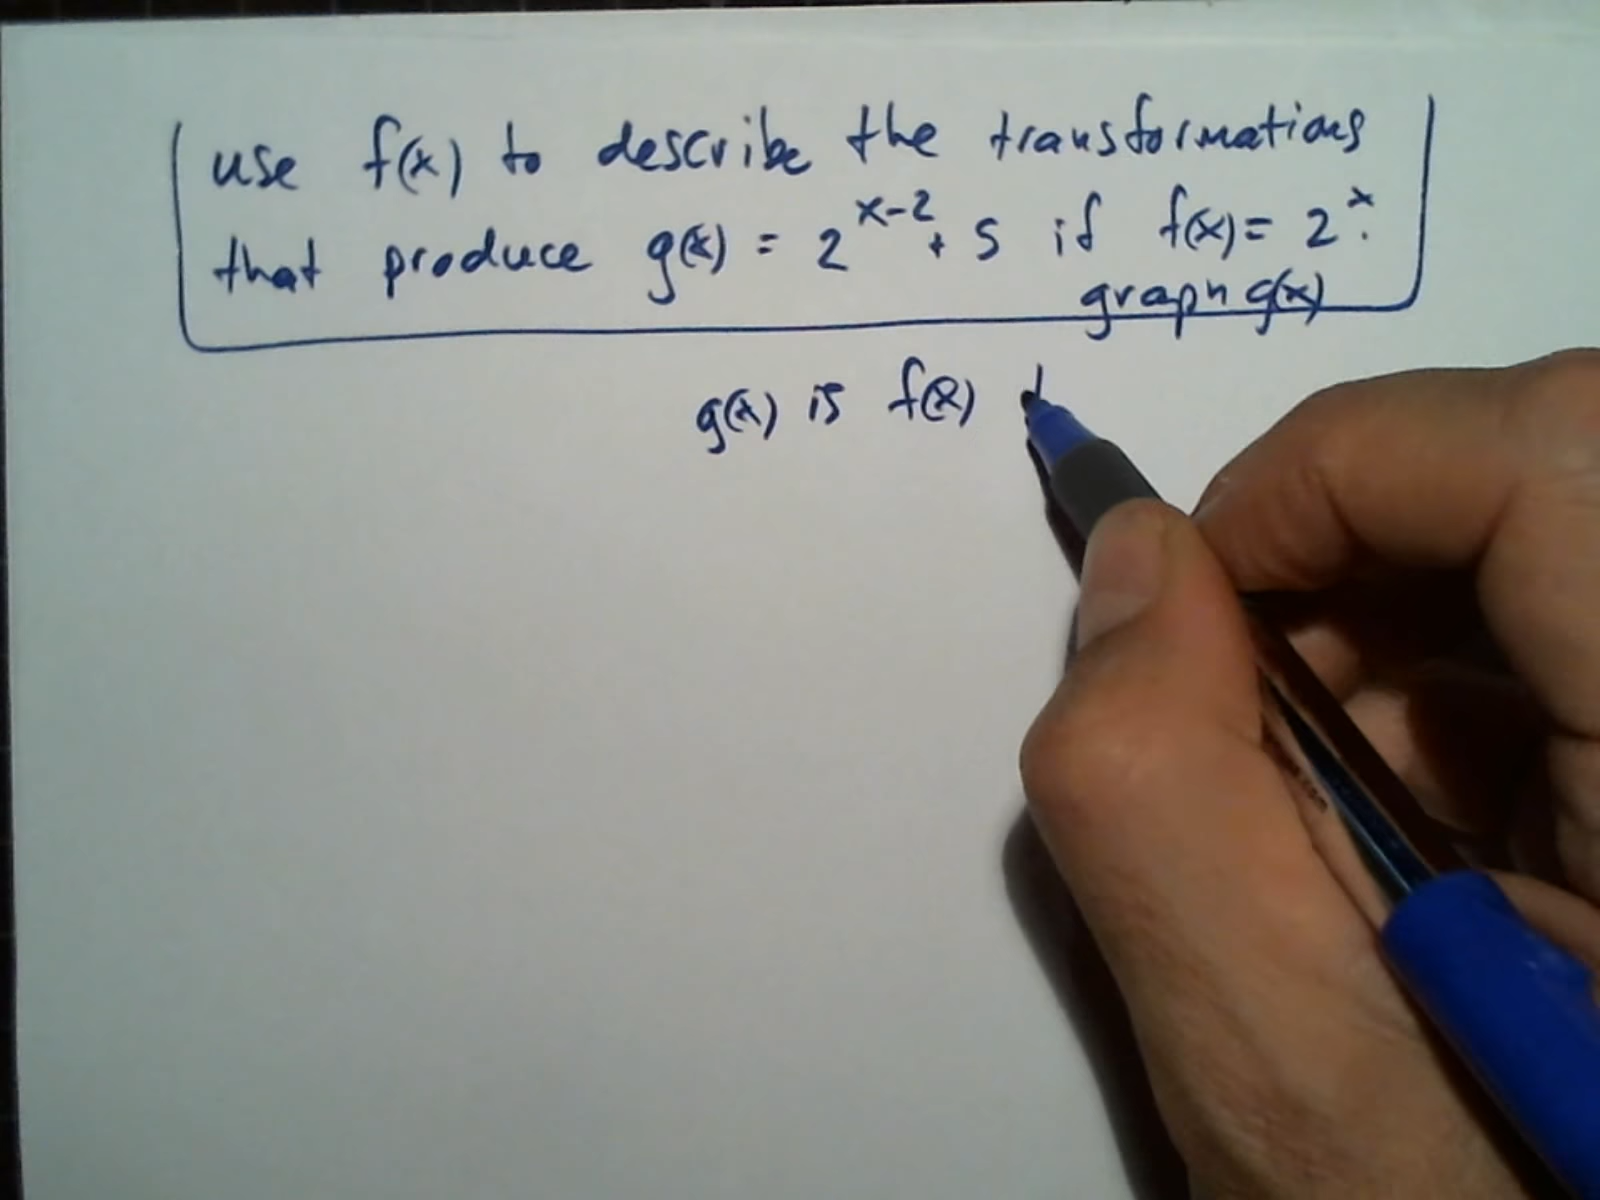 use f(x) to describe the transformations
that produce g(x) = 2^{x-2} + 5 if f(x) = 2^x.
graph g(x)
g(x) is f(x)